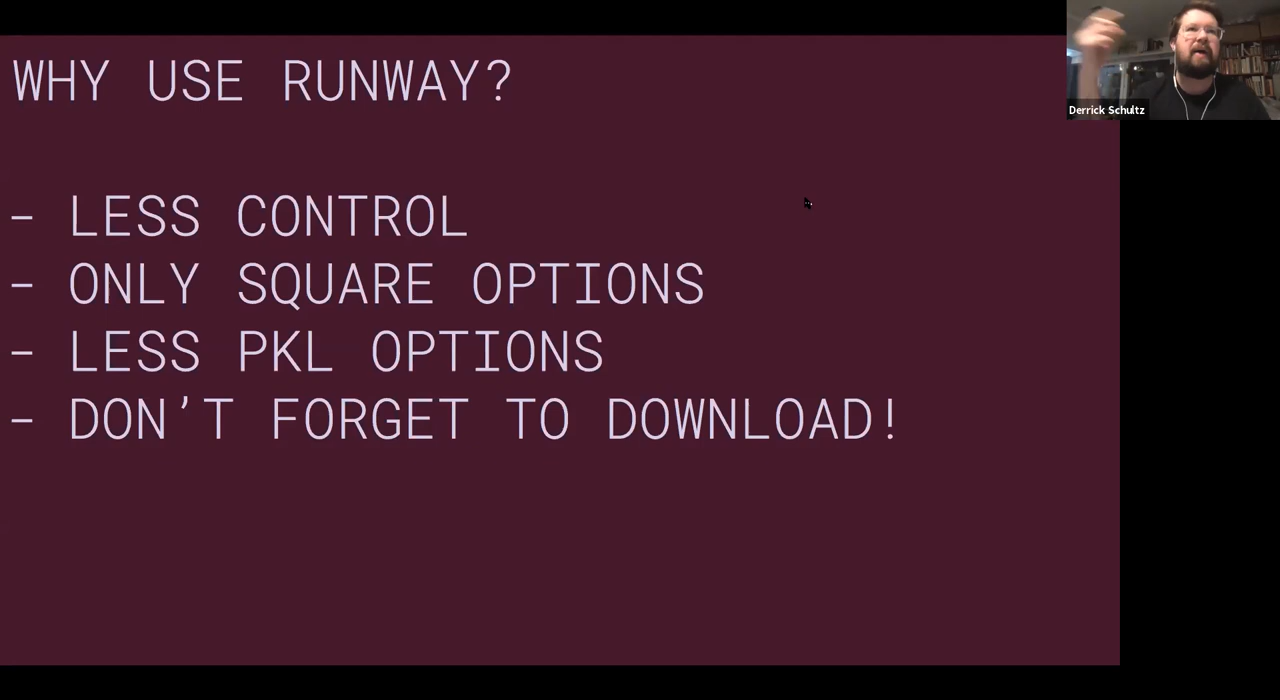 WHY USE RUNWAY?
- LESS CONTROL
- ONLY SQUARE OPTIONS
- LESS PKL OPTIONS
- DON’T FORGET TO DOWNLOAD!
Derrick Schultz